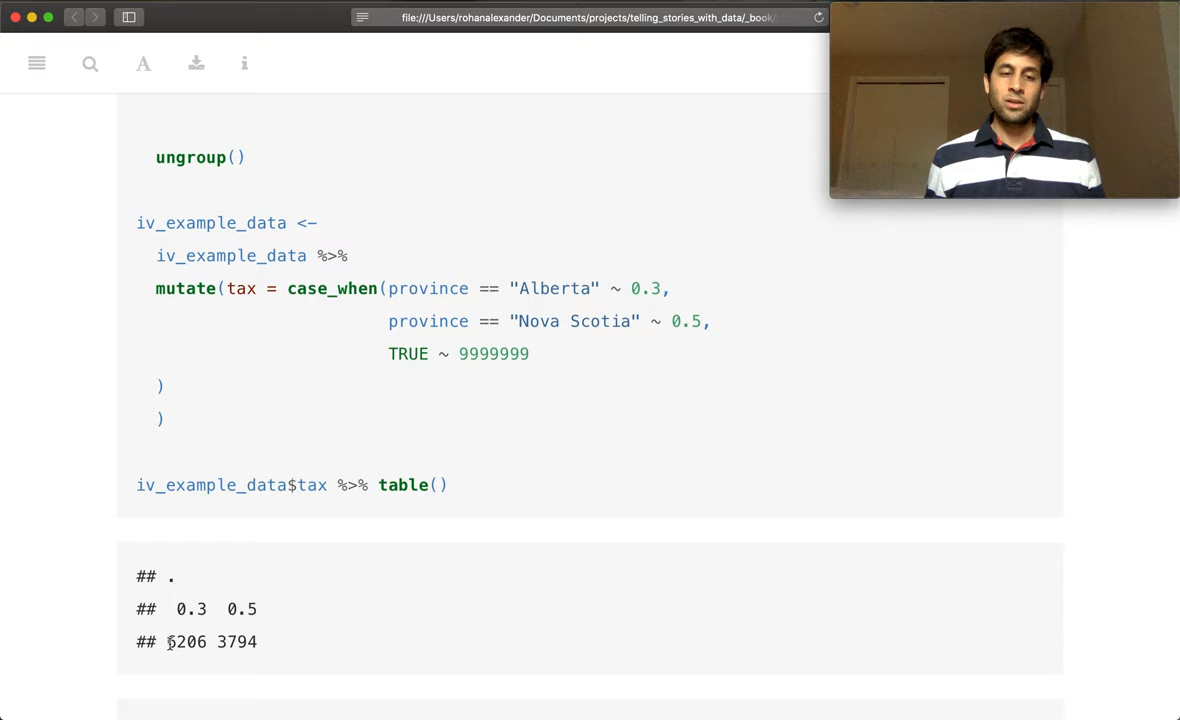 file:///Users/rohanalexander/Documents/projects/telling_stories_with_data/_book/
ungroup()
iv_example_data <-
iv_example_data %>%
mutate(tax = case_when(province == "Alberta" ~ 0.3,
province == "Nova Scotia" ~ 0.5,
TRUE ~ 9999999
)
)
iv_example_data$tax %>% table()
## .
## 0.3 0.5
## 6206 3794